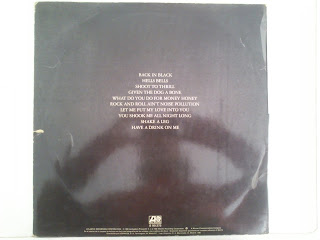 BACK IN BLACK
HELLS BELLS
SHOOT TO THRILL
GIVEN THE DOG A BONE
WHAT DO YOU DO FOR MONEY HONEY
ROCK AND ROLL AIN'T NOISE POLLUTION
LET ME PUT MY LOVE INTO YOU
YOU SHOOK ME ALL NIGHT LONG
SHAKE A LEG
HAVE A DRINK ON ME